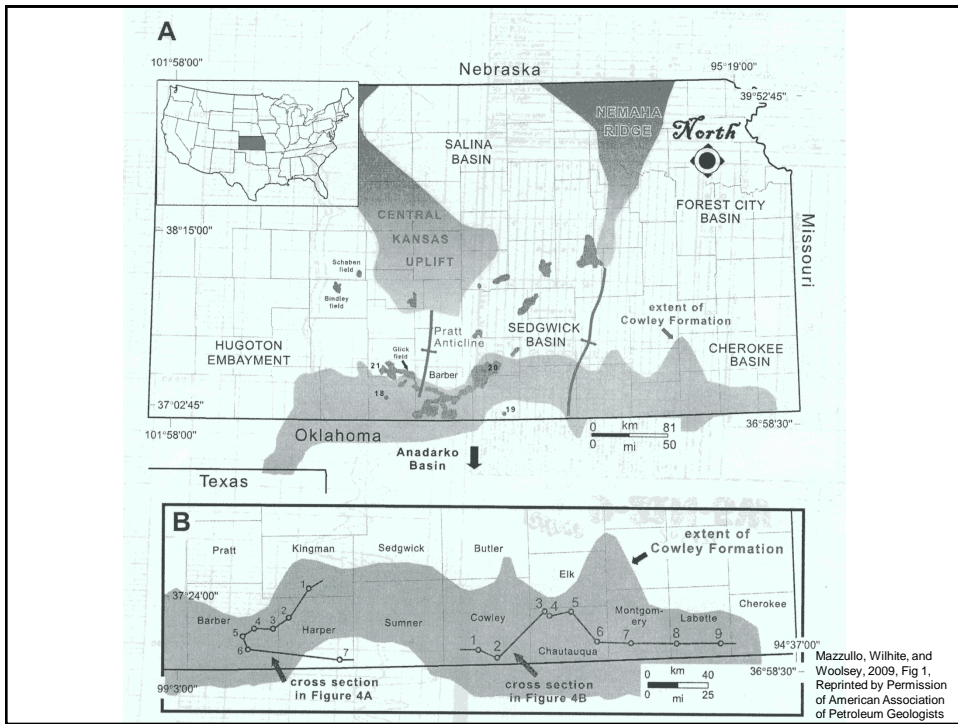 A
101°58'00"
Nebraska
95°19'00"
39°52'45"
NEMAHA
RIDGE
North
SALINA
BASIN
FOREST CITY
BASIN
Missouri
CENTRAL
KANSAS
UPLIFT
38°15'00"
Schaben
field
Bindley
field
extent of
Cowley Formation
SEDGWICK
BASIN
Pratt
Anticline
HUGOTON
EMBAYMENT
Glick
field
CHEROKEE
BASIN
21
Barber
20
18
19
37°02'45"
36°58'30"
101°58'00"
Oklahoma
0 km 81
0 mi 50
Anadarko
Basin
Texas
B
extent of
Cowley Formation
Pratt
Kingman
Sedgwick
Butler
Elk
37°24'00"
1
2
3
4
5
6
7
Barber
Harper
Sumner
Cowley
3
4
5
Montgom-
ery
Labette
Cherokee
1
2
6
7
8
9
Chautauqua
94°37'00"
36°58'30"
99°3'00"
cross section
in Figure 4A
cross section
in Figure 4B
0 km 40
0 mi 25
Mazzullo, Wilhite, and
Woolsey, 2009, Fig 1,
Reprinted by Permission
of American Association
of Petroleum Geologists